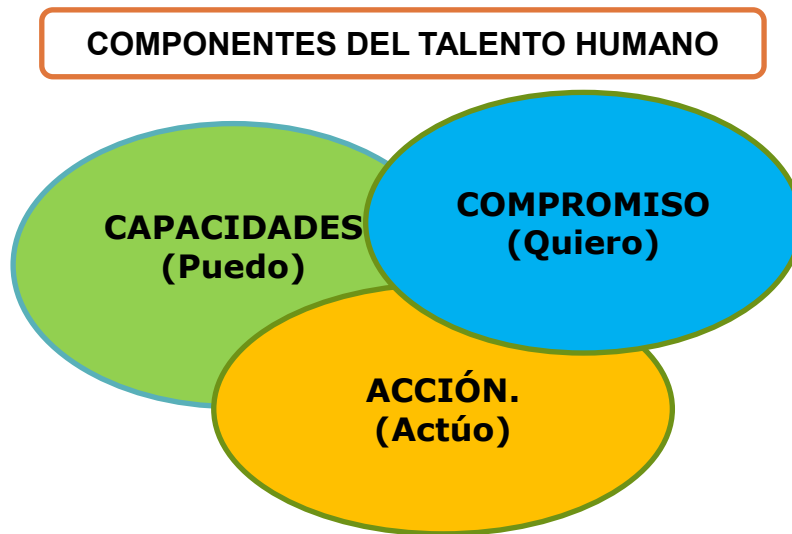 COMPONENTES DEL TALENTO HUMANO
CAPACIDADES
(Puedo)
COMPROMISO
(Quiero)
ACCIÓN.
(Actúo)